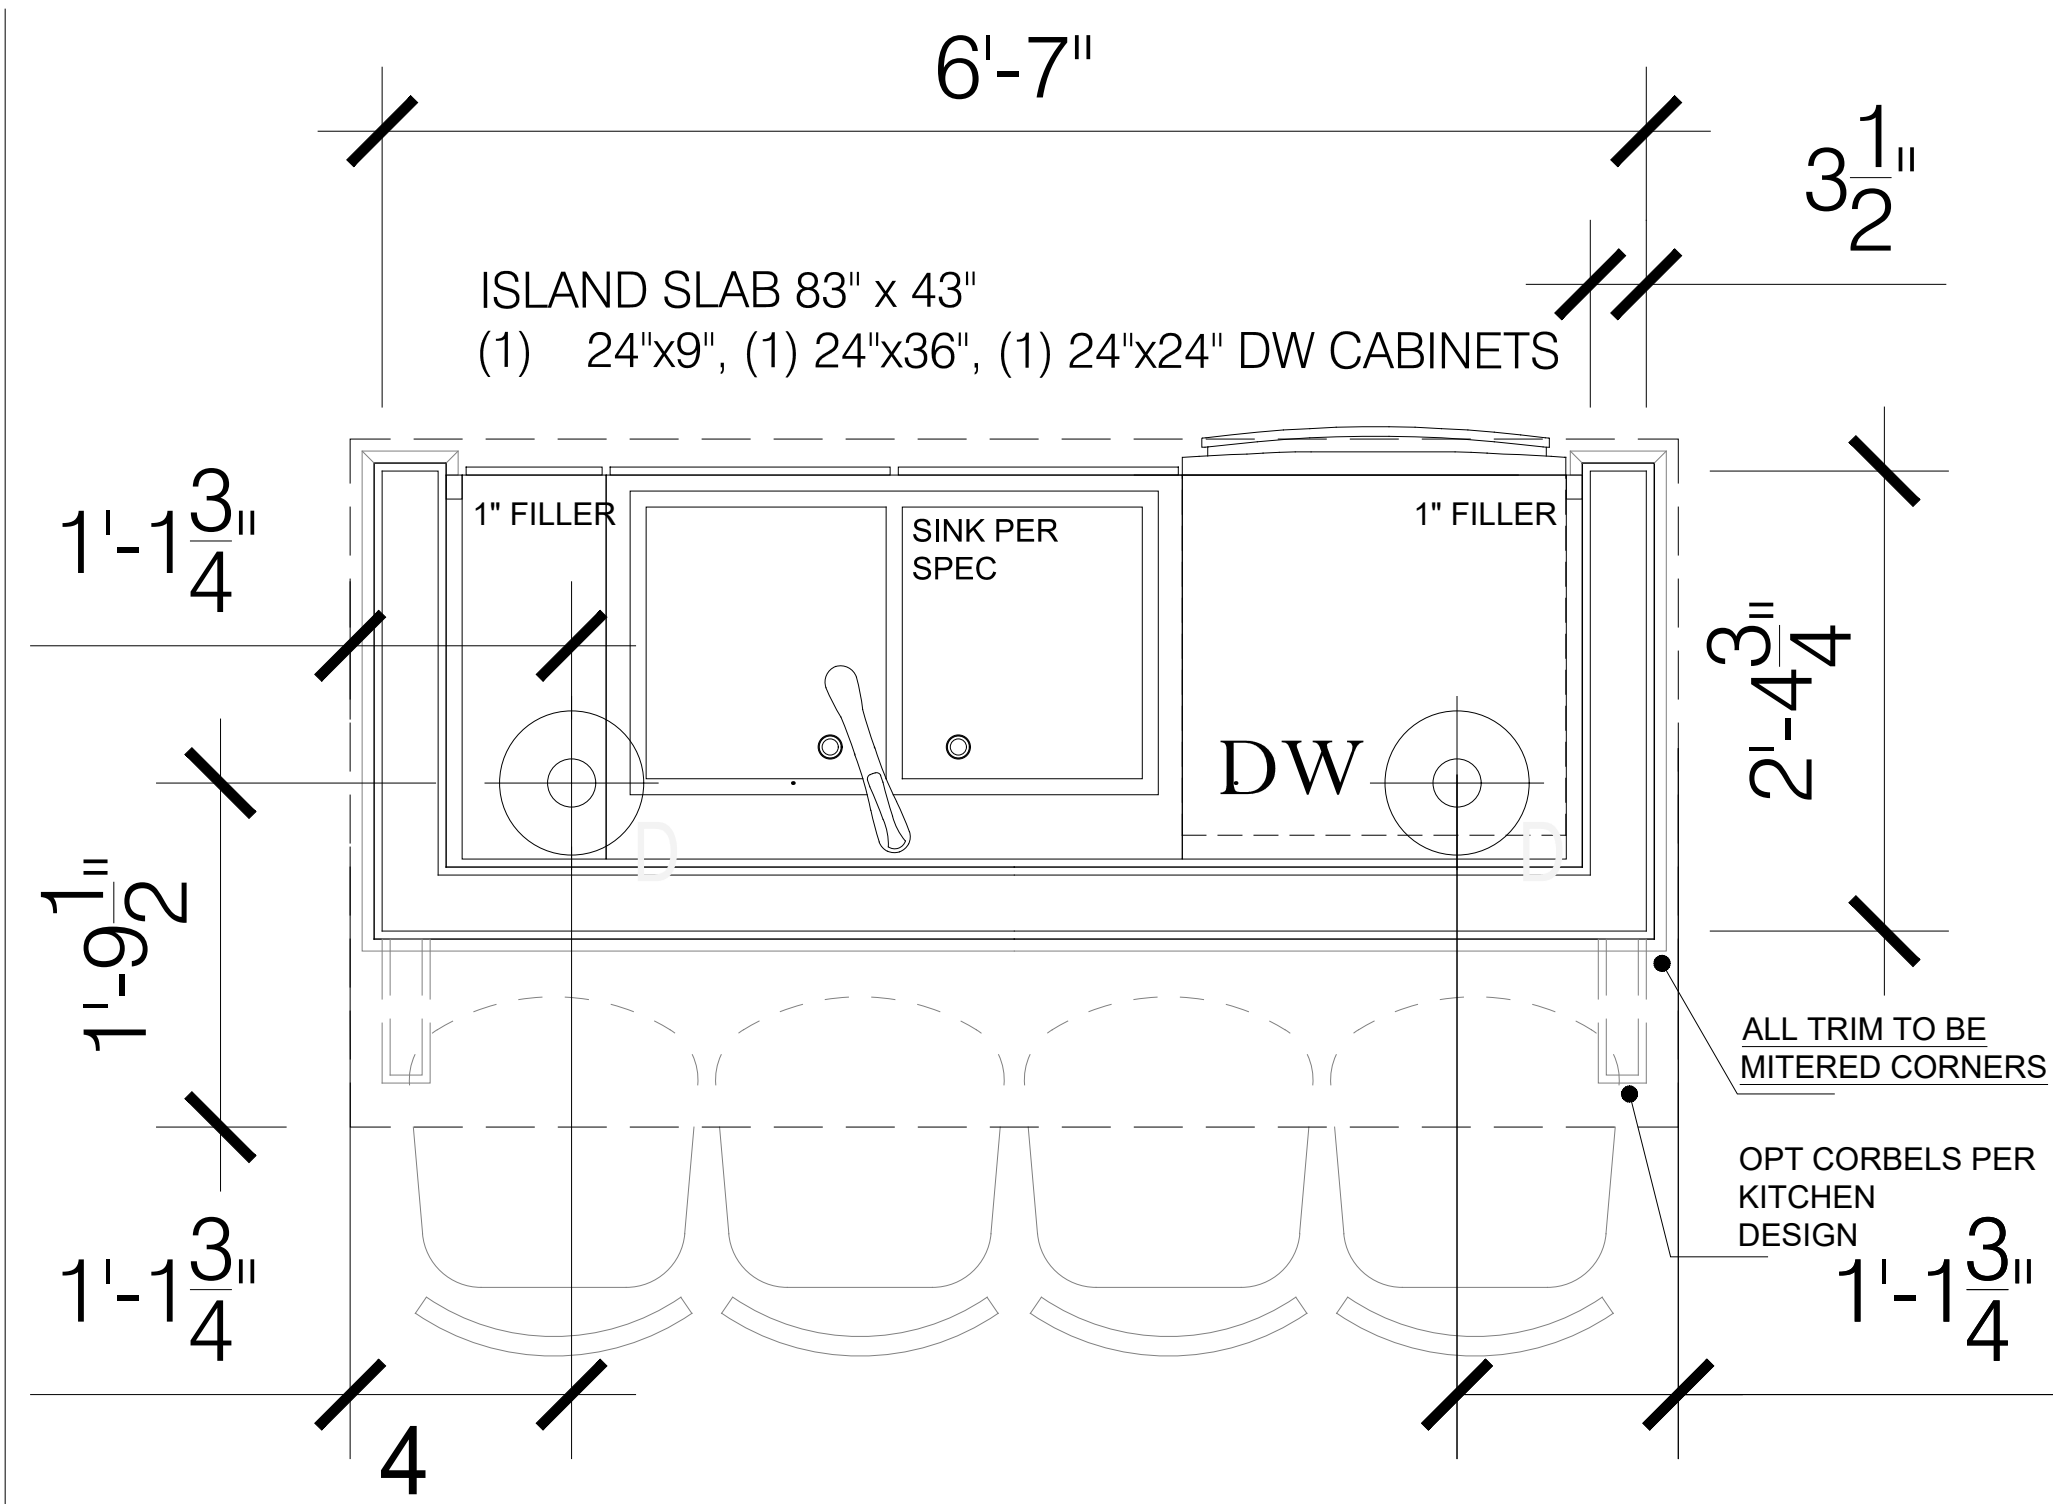 6'-7"
3 1/2"
ISLAND SLAB 83" x 43"
(1) 24"x9", (1) 24"x36", (1) 24"x24" DW CABINETS
1'-1 3/4"
1" FILLER
SINK PER
SPEC
1" FILLER
2'-4 3/4"
DW
D
D
1'-9 1/2"
ALL TRIM TO BE
MITERED CORNERS
OPT CORBELS PER
KITCHEN
DESIGN
1'-1 3/4"
1'-1 3/4"
4